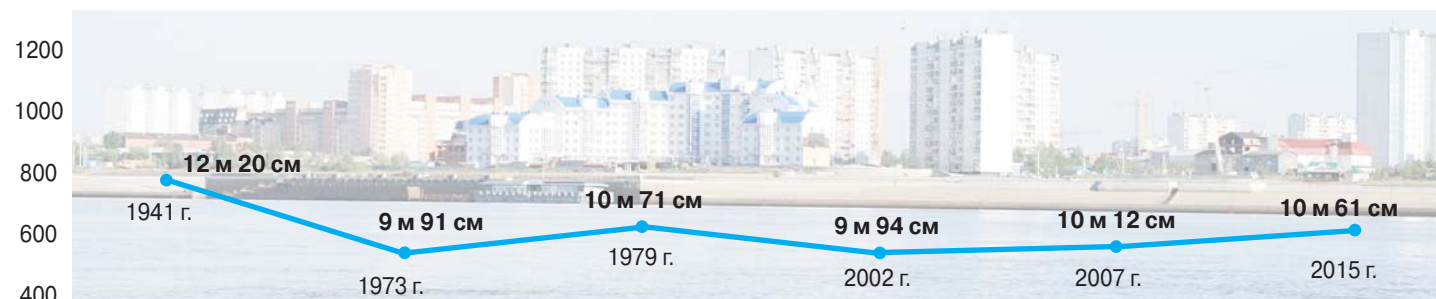 1200
1000
800
600
400
12 м 20 см
1941 г.
9 м 91 см
1973 г.
10 м 71 см
1979 г.
9 м 94 см
2002 г.
10 м 12 см
2007 г.
10 м 61 см
2015 г.